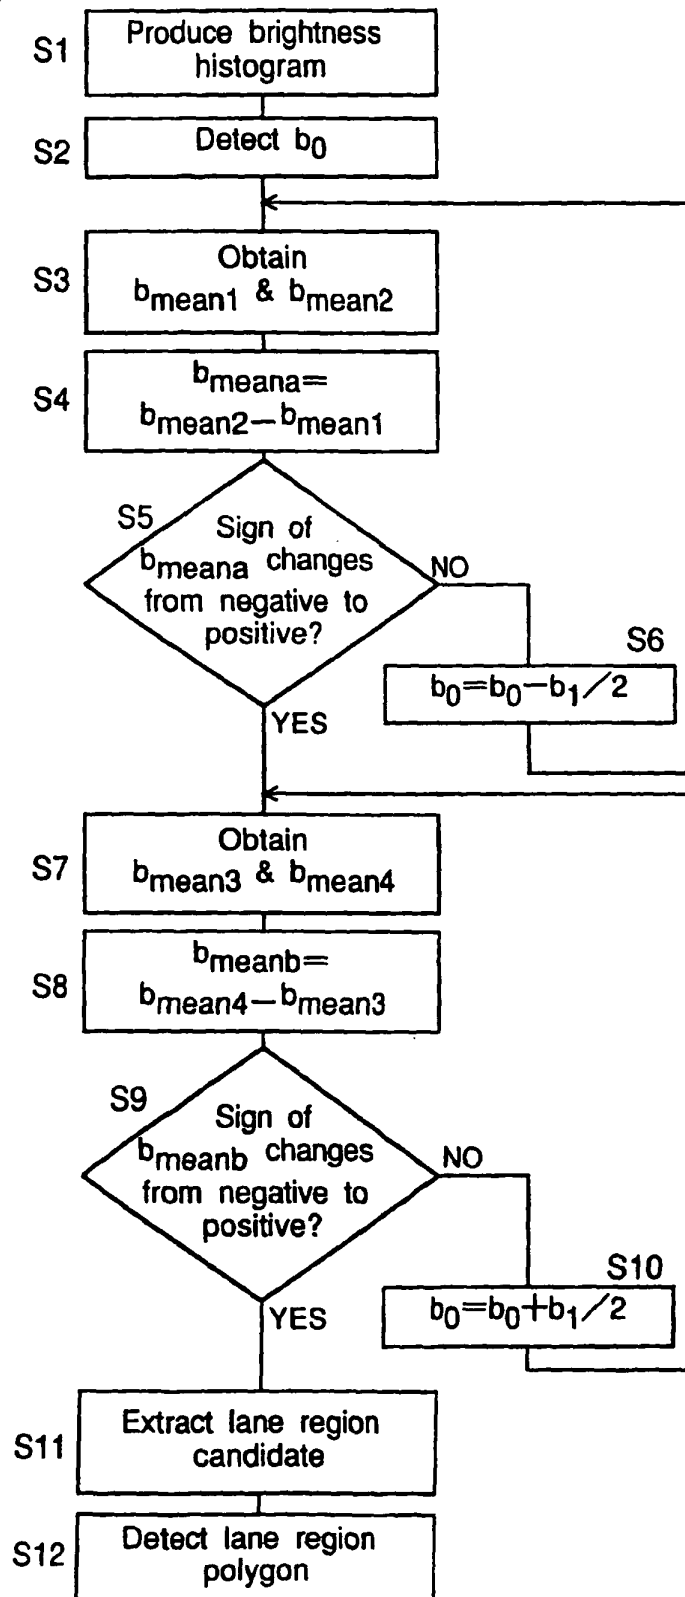 S1
Produce brightness
histogram
S2
Detect b0
S3
Obtain
bmean1 & bmean2
S4
bmeana=
bmean2−bmean1
S5
Sign of
bmeana changes
from negative to
positive?
NO
S6
b0=b0−b1/2
YES
S7
Obtain
bmean3 & bmean4
S8
bmeanb=
bmean4−bmean3
S9
Sign of
bmeanb changes
from negative to
positive?
NO
S10
b0=b0+b1/2
YES
S11
Extract lane region
candidate
S12
Detect lane region
polygon